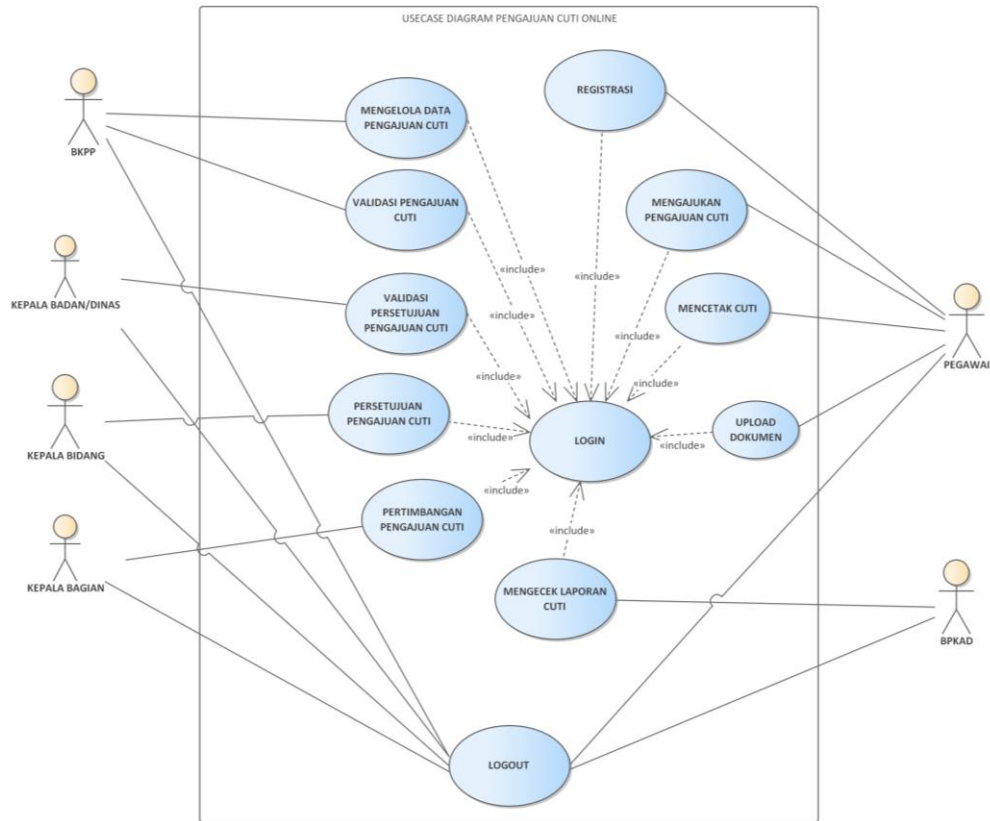 USECASE DIAGRAM PENGAJUAN CUTI ONLINE
REGISTRASI
MENGELOLA DATA
PENGAJUAN CUTI
BKPP
VALIDASI PENGAJUAN
CUTI
MENGAJUKAN
PENGAJUAN CUTI
«include»
«include»
KEPALA BADAN/DINAS
VALIDASI
PERSETUJUAN
PENGAJUAN CUTI
MENCETAK CUTI
«include»
«include»
PEGAWAI
«include»
«include»
PERSETUJUAN
PENGAJUAN CUTI
UPLOAD
DOKUMEN
«include»
LOGIN
«include»
KEPALA BIDANG
«include»
PERTIMBANGAN
PENGAJUAN CUTI
«include»
KEPALA BAGIAN
MENGECEK LAPORAN
CUTI
BPKAD
LOGOUT